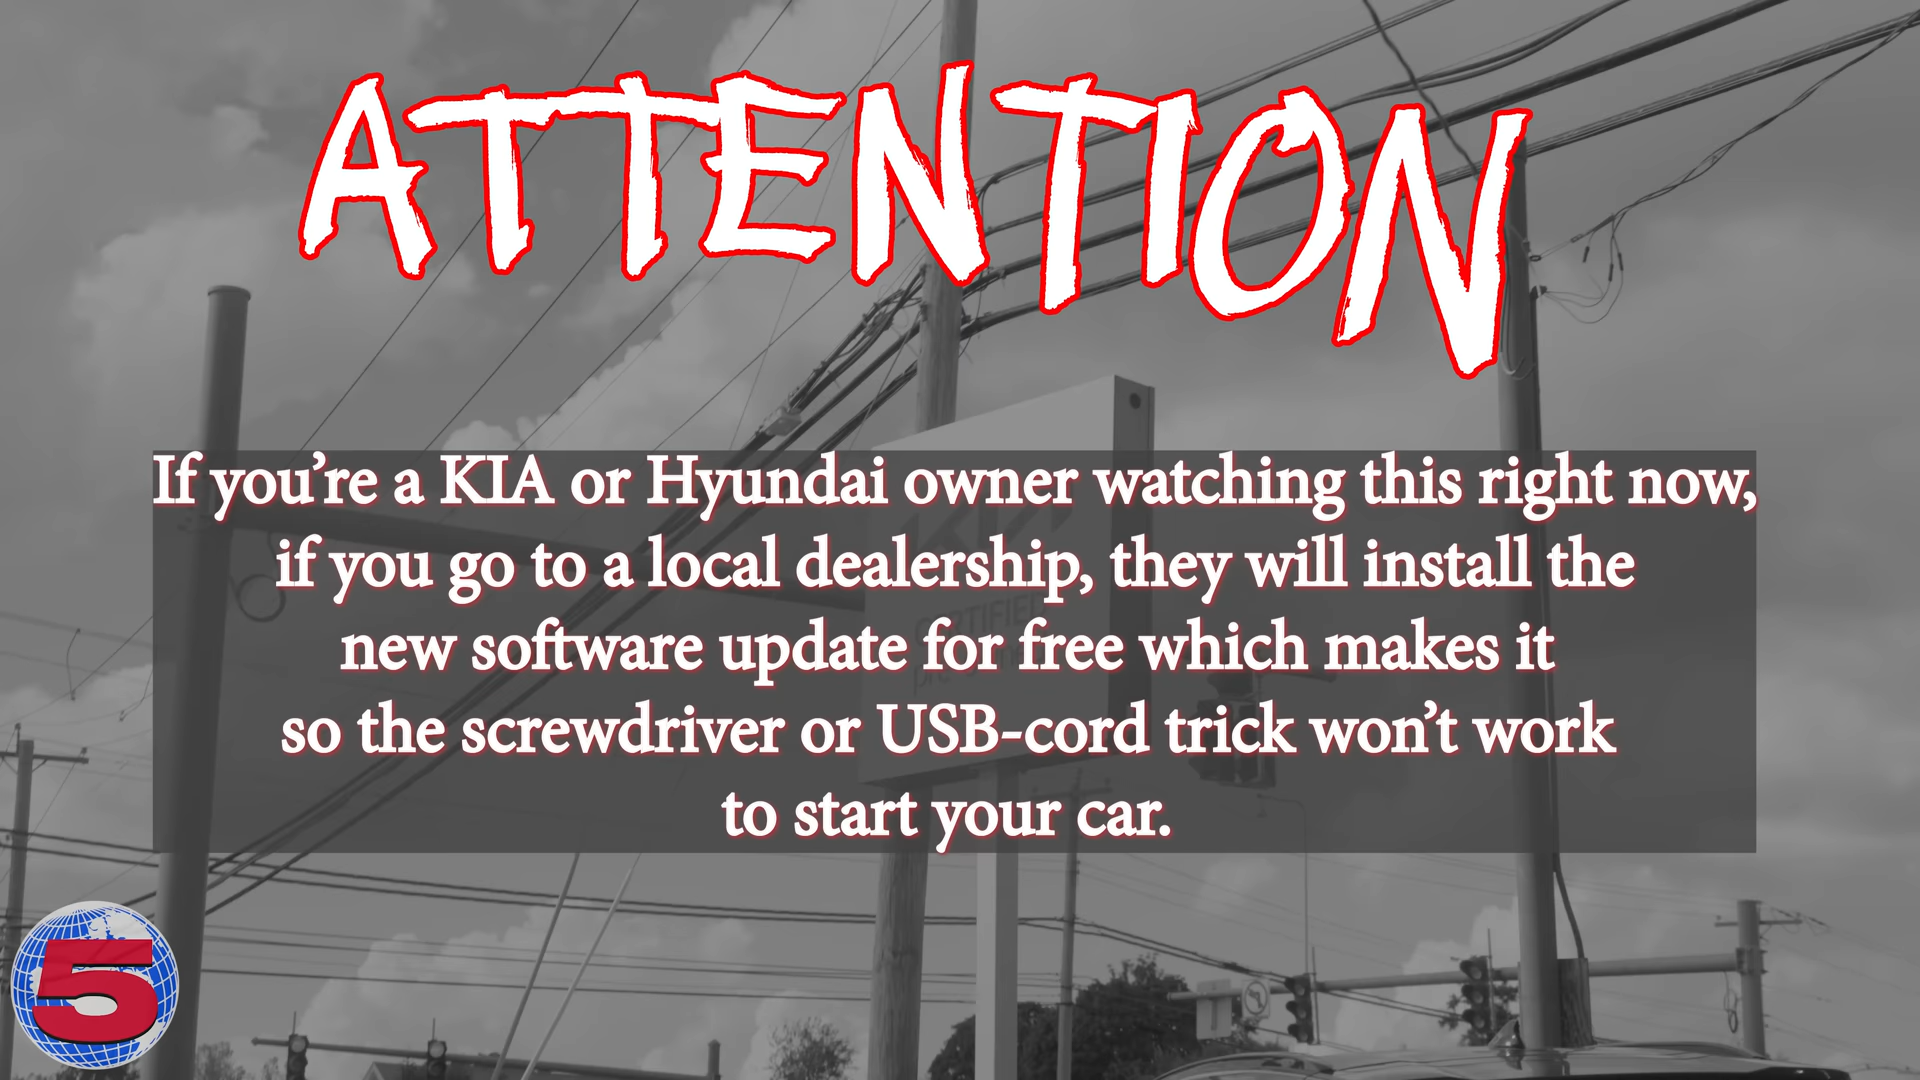 ATTENTION
If you’re a KIA or Hyundai owner watching this right now,
if you go to a local dealership, they will install the
new software update for free which makes it
so the screwdriver or USB-cord trick won’t work
to start your car.
CERTIFIED
5